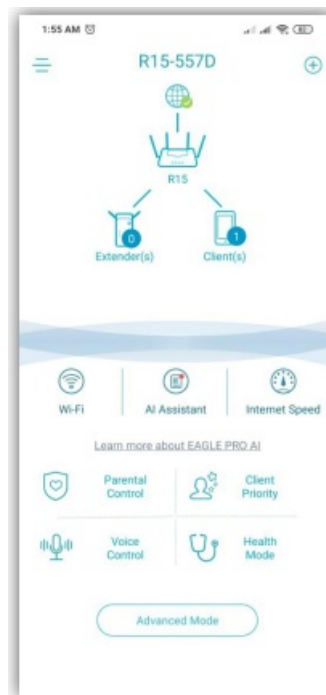 1:55 AM
R15-557D
R15
0
1
Extender(s)
Client(s)
Wi-Fi
AI Assistant
Internet Speed
Learn more about EAGLE PRO AI
Parental
Control
Client
Priority
Voice
Control
Health
Mode
Advanced Mode